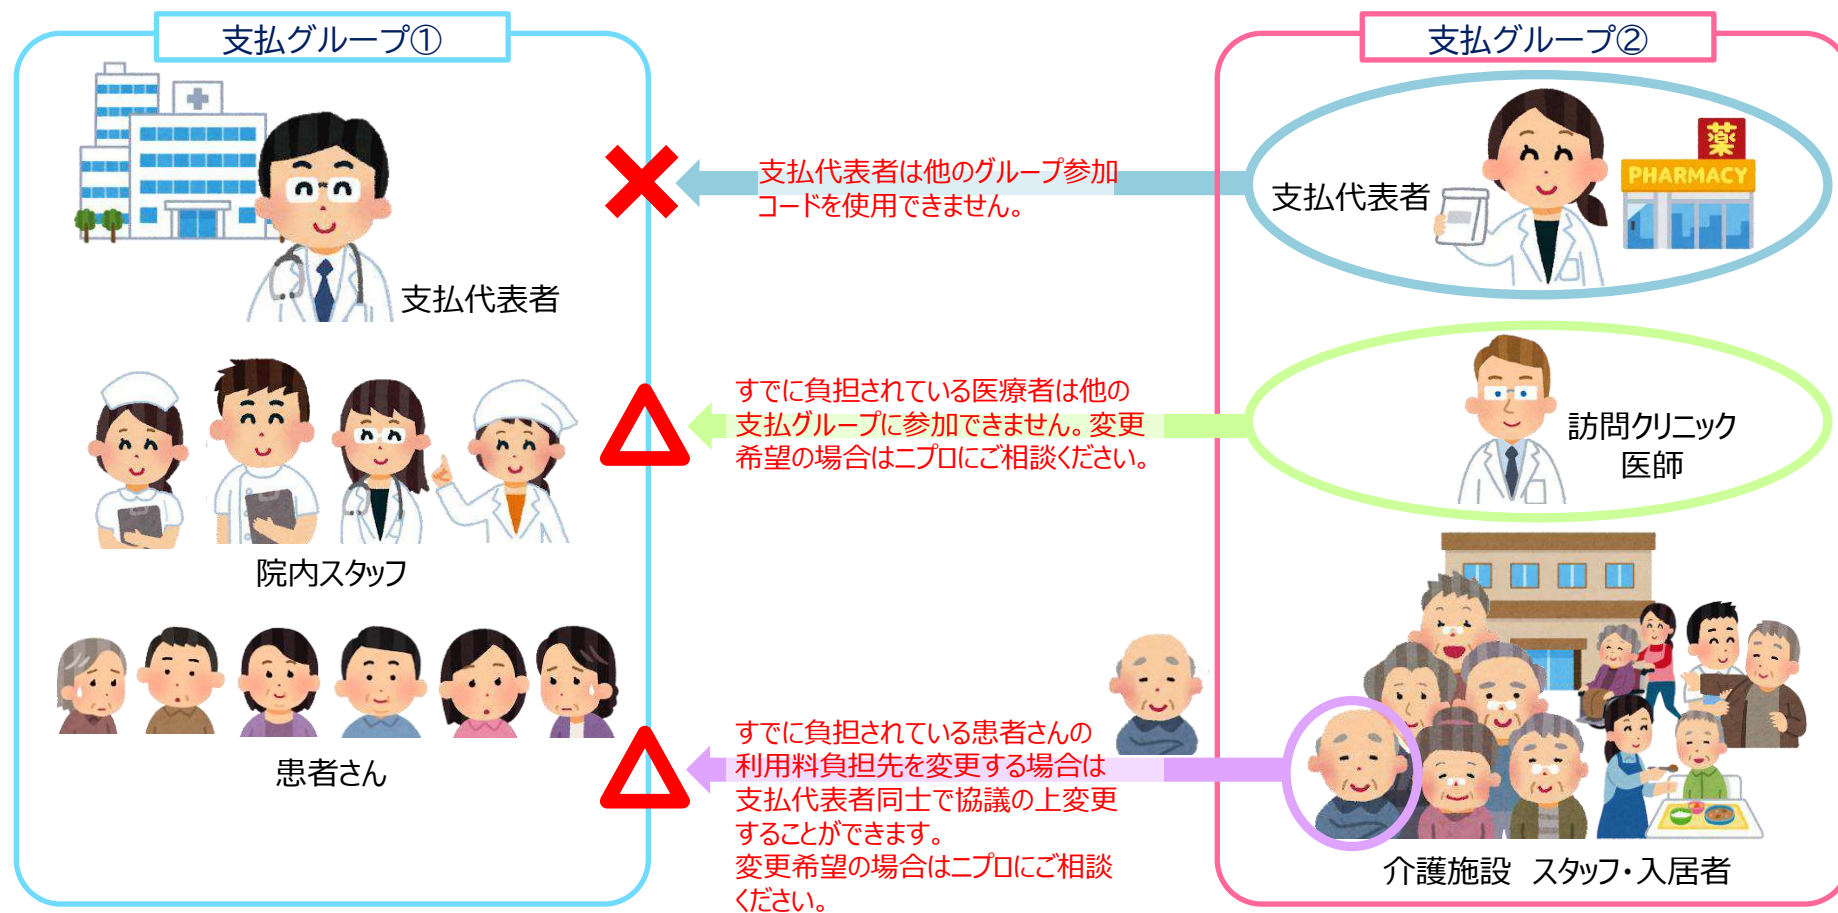 支払グループ①
支払代表者
院内スタッフ
患者さん
支払代表者は他のグループ参加
コードを使用できません。
すでに負担されている医療者は他の
支払グループに参加できません。変更
希望の場合はニプロにご相談ください。
すでに負担されている患者さんの
利用料負担先を変更する場合は
支払代表者同士で協議の上変更
することができます。
変更希望の場合はニプロにご相談
ください。
支払グループ②
支払代表者
薬
PHARMACY
訪問クリニック
医師
介護施設 スタッフ・入居者